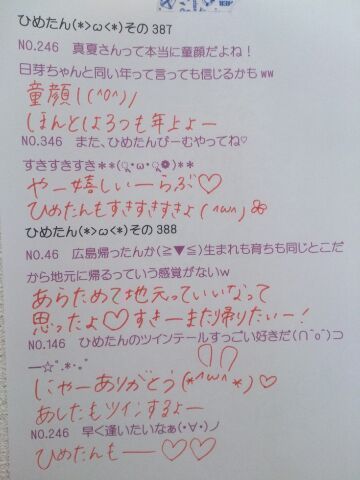 ひめたん(*>ω<*)その387
NO.246　真夏さんって本当に童顔だよね！
日芽ちゃんと同い年って言っても信じるかもww
童顔!(^o^)/
ほんとは2つも年上よー
NO.346　また、ひめたんびーむやってね♡
すきすきすき**(ू•ω•ू❁)**
やー嬉しいーらぶ♡
ひめたんもすきすきすきよ(^ω^)
ひめたん(*>ω<*)その388
NO.46　広島帰ったんか(≧▼≦)生まれも育ちも同じとこだ
から地元に帰るっていう感覚がないw
あらためて地元っていいなって
思ったよ♡すきーまた帰りたいー!
NO.146　ひめたんのツインテールすっごい好きだ(∩^o^)⊃
―☆ﾟ.*･｡ﾟ
にゃーありがとう(*^ω^*)♡
あしたもツインするよー
NO.246　早く逢いたいなぁ(・∀・)ノ
ひめたんもー♡♡